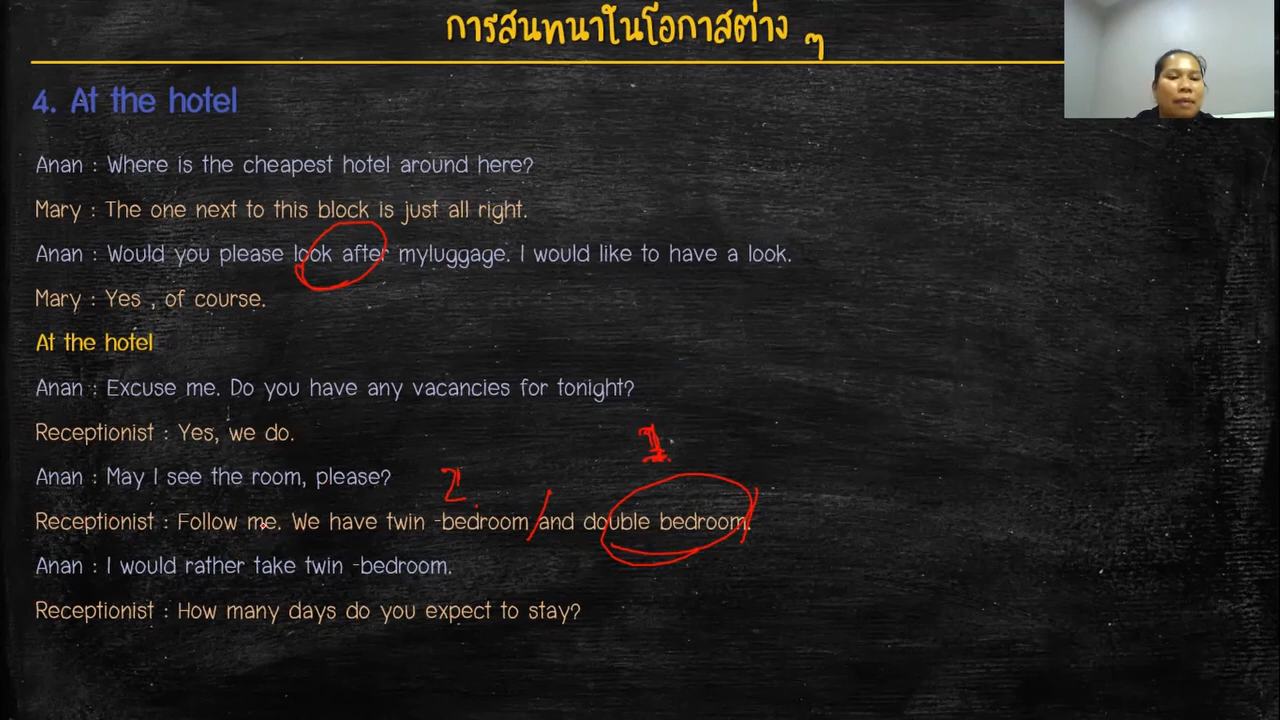 การสนทนาในโอกาสต่าง ๆ
4. At the hotel
Anan : Where is the cheapest hotel around here?
Mary : The one next to this block is just all right.
Anan : Would you please look after myluggage. I would like to have a look.
Mary : Yes , of course.
At the hotel
Anan : Excuse me. Do you have any vacancies for tonight?
Receptionist : Yes, we do.
1
Anan : May I see the room, please?
2
Receptionist : Follow me. We have twin -bedroom / and double bedroom.
Anan : I would rather take twin -bedroom.
Receptionist : How many days do you expect to stay?